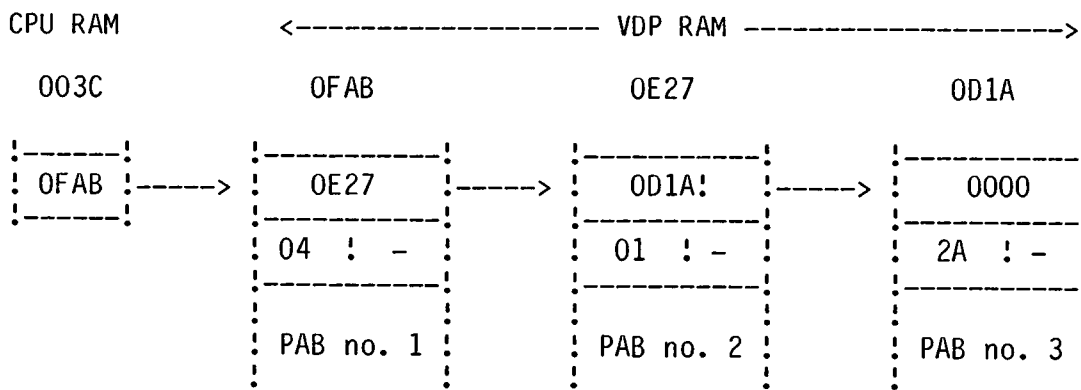 CPU RAM <------------------ VDP RAM ------------------>
003C 0FAB 0E27 0D1A
0FAB -----> 0E27 -----> 0D1A! -----> 0000
04 ! - 01 ! - 2A ! -
PAB no. 1 PAB no. 2 PAB no. 3